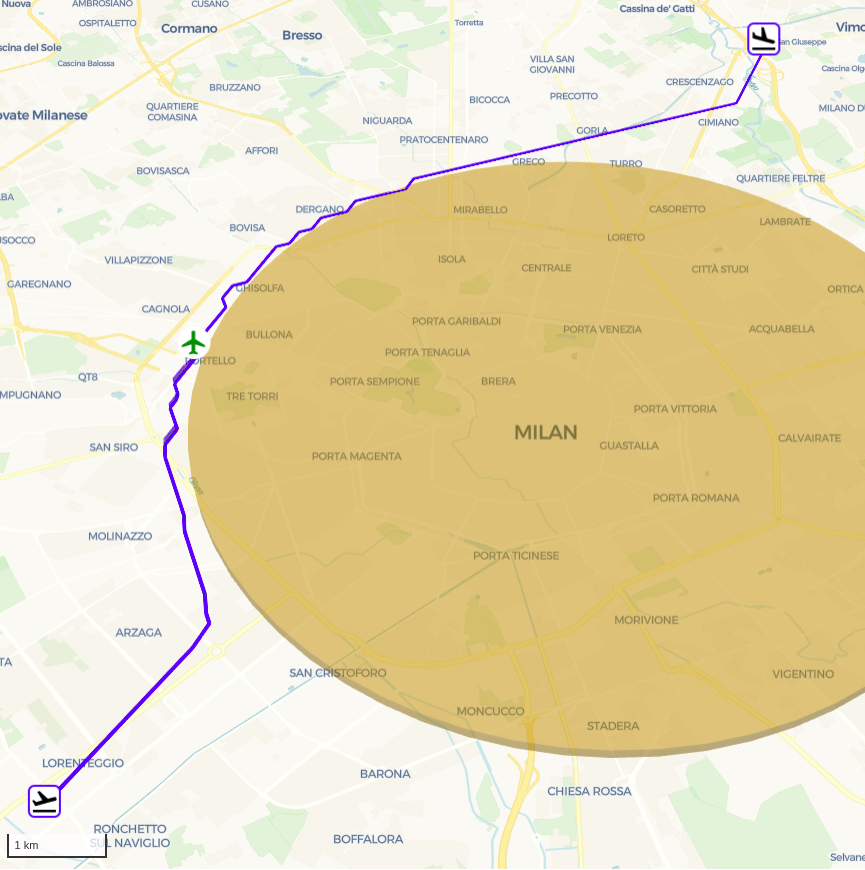 Nuova
AMBROSIANO
CUSANO
Cassina de' Gatti
OSPITALETTO
Cormano
Torretta
Vimo
Bresso
scina del Sole
an Giuseppe
Cascina Balossa
VILLA SAN
GIOVANNI
Cascina Olg
BRUZZANO
CRESCENZAGO
PRECOTTO
BICOCCA
QUARTIERE
COMASINA
MILANO DU
ovate Milanese
NIGUARDA
CIMIANO
GORLA
PRATOCENTENARO
AFFORI
GRECO
TURRO
BOVISASCA
QUARTIERE FELTRE
LBA
DERGANO
MIRABELLO
CASORETTO
LAMBRATE
BOVISA
LORETO
USOCCO
VILLAPIZZONE
ISOLA
CENTRALE
CITTÀ STUDI
GAREGNANO
GHISOLFA
ORTICA
CAGNOLA
PORTA GARIBALDI
PORTA VENEZIA
ACQUABELLA
BULLONA
PORTA TENAGLIA
PORTELLO
QT8
PORTA SEMPIONE
BRERA
MPUGNANO
TRE TORRI
PORTA VITTORIA
MILAN
CALVAIRATE
SAN SIRO
GUASTALLA
PORTA MAGENTA
PORTA ROMANA
MOLINAZZO
PORTA TICINESE
MORIVIONE
ARZAGA
TA
SAN CRISTOFORO
VIGENTINO
MONCUCCO
STADERA
LORENTEGGIO
BARONA
CHIESA ROSSA
RONCHETTO
SUL NAVIGLIO
BOFFALORA
1 km
Selvane